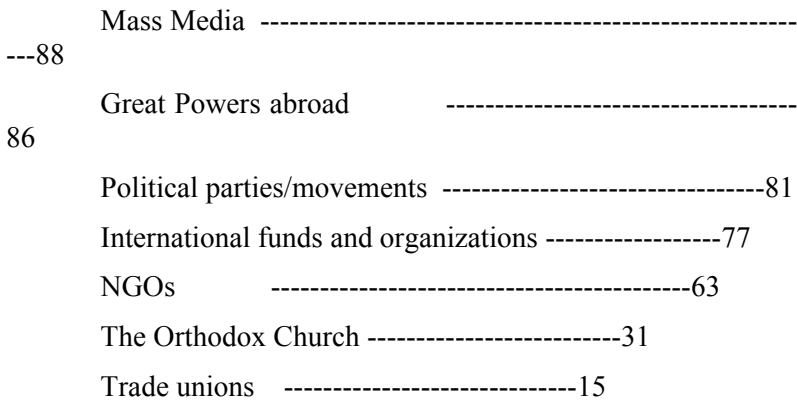 Mass Media -------------------------------------------------------
---88
Great Powers abroad ------------------------------------
86
Political parties/movements ---------------------------------81
International funds and organizations ------------------77
NGOs -------------------------------------------63
The Orthodox Church --------------------------31
Trade unions ------------------------------15